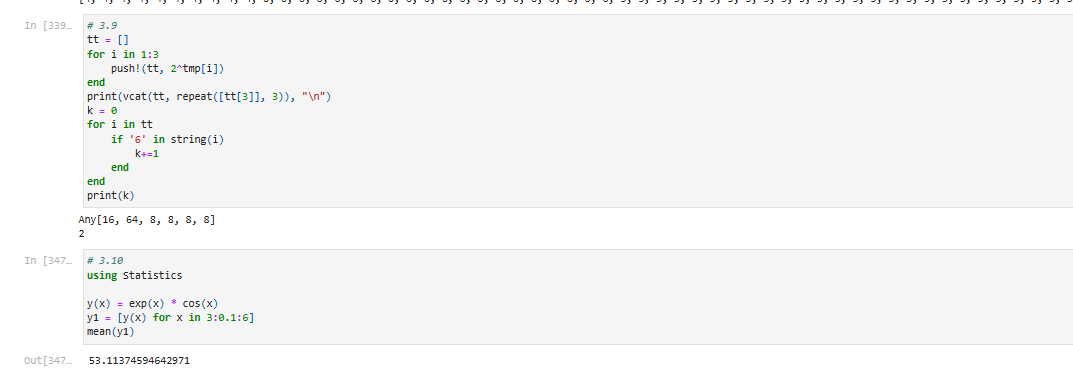 In [339…
# 3.9
tt = []
for i in 1:3
    push!(tt, 2^tmp[i])
end
print(vcat(tt, repeat([tt[3]], 3)), "\n")
k = 0
for i in tt
    if '6' in string(i)
        k+=1
    end
end
print(k)
Any[16, 64, 8, 8, 8, 8]
2
In [347…
# 3.10
using Statistics
y(x) = exp(x) * cos(x)
y1 = [y(x) for x in 3:0.1:6]
mean(y1)
Out[347…
53.11374594642971